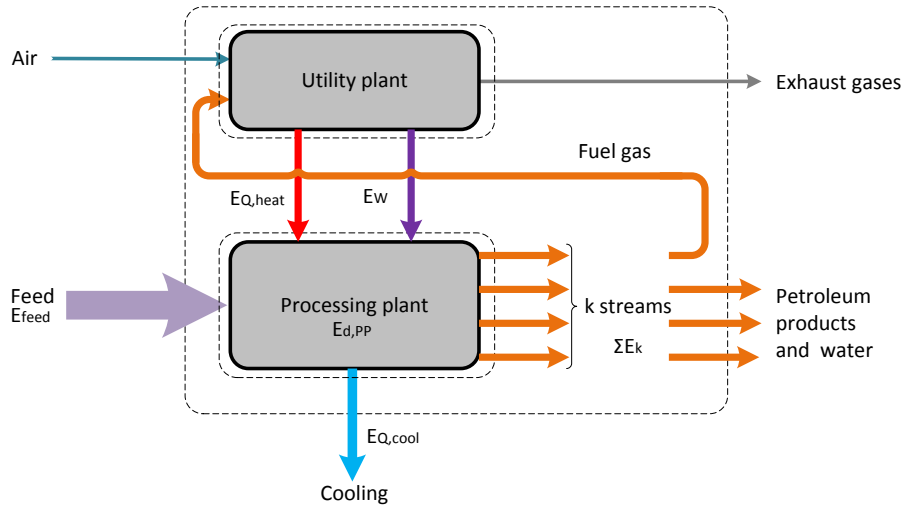 Air
Utility plant
Exhaust gases
Fuel gas
EQ,heat
EW
Feed
Efeed
Processing plant
Ed,PP
k streams
ΣEk
Petroleum
products
and water
EQ,cool
Cooling